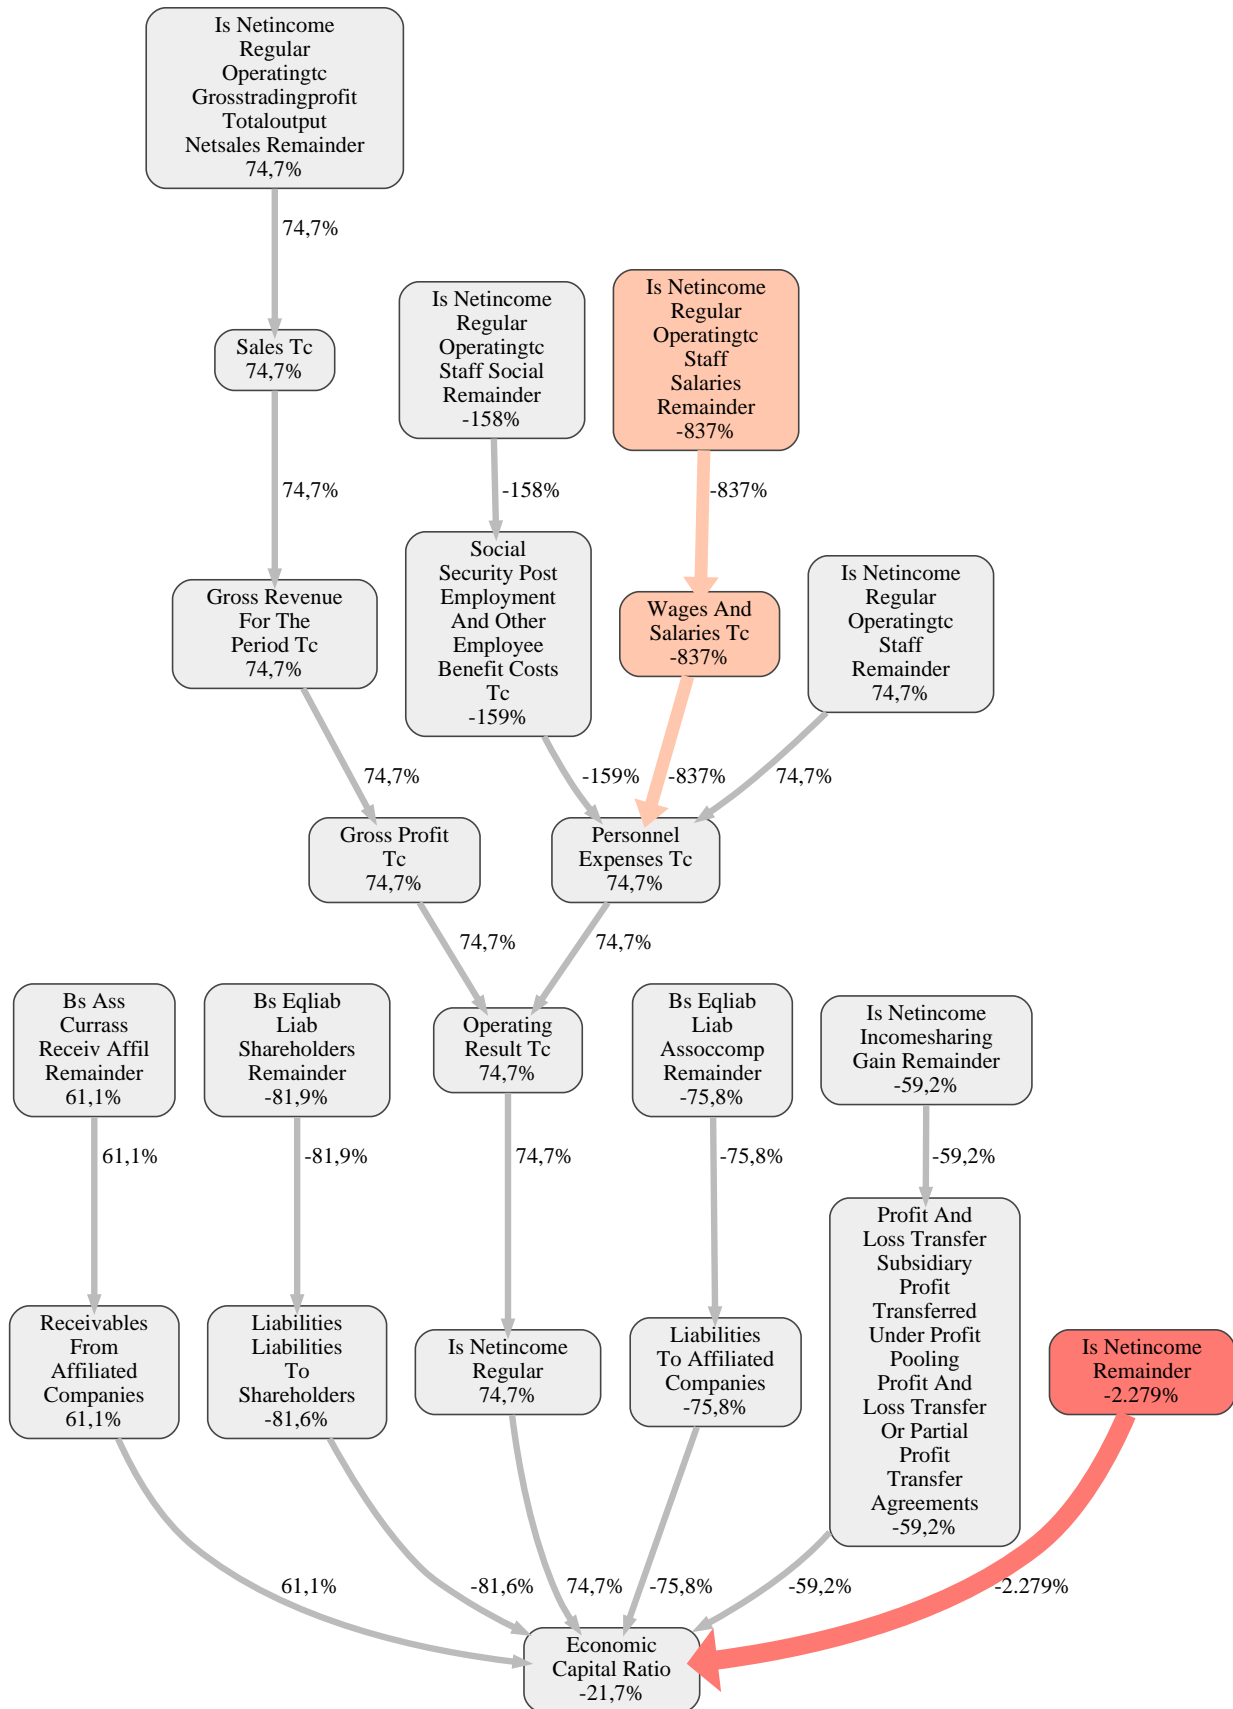 Is Netincome
Regular
Operatingtc
Grosstradingprofit
Totaloutput
Netsales Remainder
74,7%
74,7%
Is Netincome
Regular
Operatingtc
Staff Social
Remainder
-158%
Is Netincome
Regular
Operatingtc
Staff
Salaries
Remainder
-837%
Sales Tc
74,7%
74,7%
-158%
-837%
Gross Revenue
For The
Period Tc
74,7%
Social
Security Post
Employment
And Other
Employee
Benefit Costs
Tc
-159%
Wages And
Salaries Tc
-837%
Is Netincome
Regular
Operatingtc
Staff
Remainder
74,7%
74,7%
-159%
-837%
74,7%
Gross Profit
Tc
74,7%
Personnel
Expenses Tc
74,7%
74,7%
74,7%
Bs Ass
Currass
Receiv Affil
Remainder
61,1%
Bs Eqliab
Liab
Shareholders
Remainder
-81,9%
Operating
Result Tc
74,7%
Bs Eqliab
Liab
Assoccomp
Remainder
-75,8%
Is Netincome
Incomesharing
Gain Remainder
-59,2%
61,1%
-81,9%
74,7%
-75,8%
-59,2%
Receivables
From
Affiliated
Companies
61,1%
Liabilities
Liabilities
To
Shareholders
-81,6%
Is Netincome
Regular
74,7%
Liabilities
To Affiliated
Companies
-75,8%
Profit And
Loss Transfer
Subsidiary
Profit
Transferred
Under Profit
Pooling
Profit And
Loss Transfer
Or Partial
Profit
Transfer
Agreements
-59,2%
Is Netincome
Remainder
-2.279%
61,1%
-81,6%
74,7%
-75,8%
-59,2%
-2.279%
Economic
Capital Ratio
-21,7%